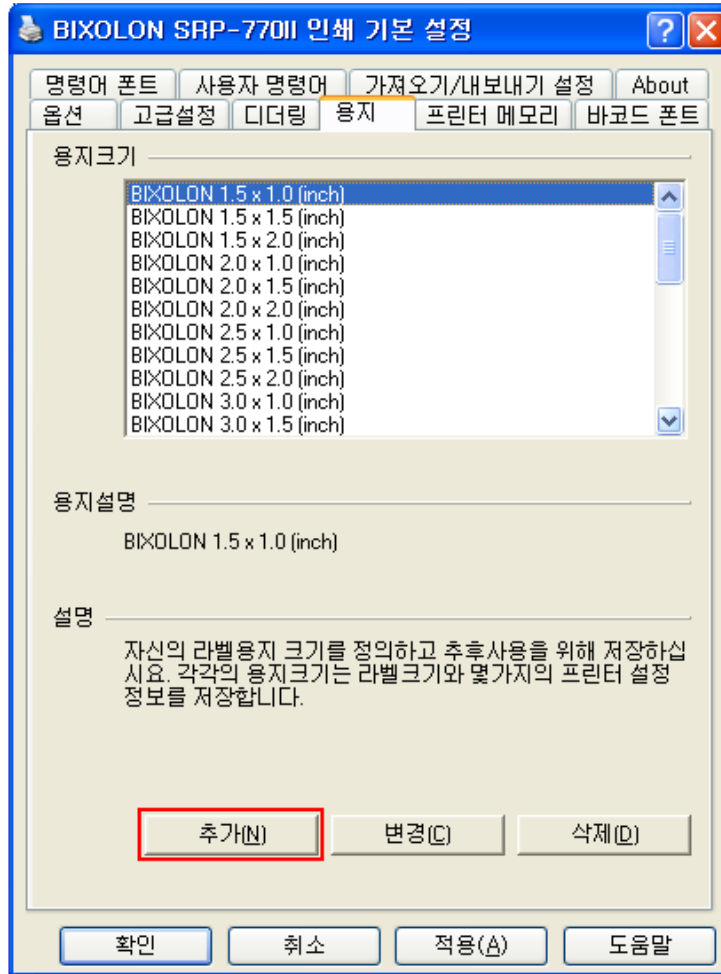 BIXOLON SRP-770II 인쇄 기본 설정
명령어 폰트 사용자 명령어 가져오기/내보내기 설정 About
옵션 고급설정 디더링 용지 프린터 메모리 바코드 폰트
용지크기
BIXOLON 1.5 x 1.0 (inch)
BIXOLON 1.5 x 1.5 (inch)
BIXOLON 1.5 x 2.0 (inch)
BIXOLON 2.0 x 1.0 (inch)
BIXOLON 2.0 x 1.5 (inch)
BIXOLON 2.0 x 2.0 (inch)
BIXOLON 2.5 x 1.0 (inch)
BIXOLON 2.5 x 1.5 (inch)
BIXOLON 2.5 x 2.0 (inch)
BIXOLON 3.0 x 1.0 (inch)
BIXOLON 3.0 x 1.5 (inch)
용지설명
BIXOLON 1.5 x 1.0 (inch)
설명
자신의 라벨용지 크기를 정의하고 추후사용을 위해 저장하십
시요. 각각의 용지크기는 라벨크기와 몇가지의 프린터 설정
정보를 저장합니다.
추가(N) 변경(C) 삭제(D)
확인 취소 적용(A) 도움말